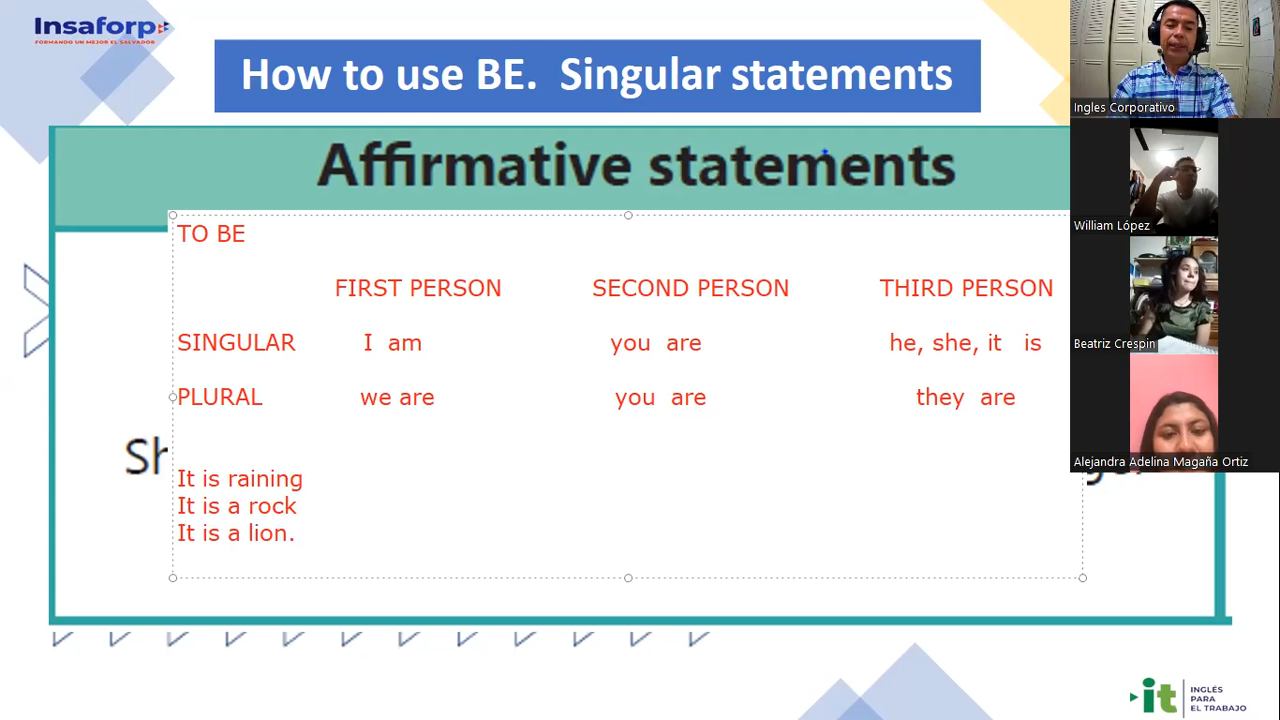 Insaforp
FORMANDO UN MEJOR EL SALVADOR
How to use BE. Singular statements
Affirmative statements
TO BE
FIRST PERSON SECOND PERSON THIRD PERSON
SINGULAR I am you are he, she, it is
PLURAL we are you are they are
Sh
It is raining
It is a rock
It is a lion.
Ingles Corporativo
William López
Beatriz Crespin
Alejandra Adelina Magaña Ortiz
it INGLÉS
PARA
EL TRABAJO